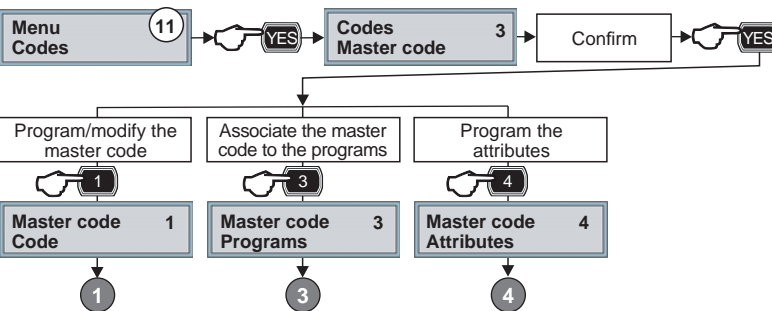 Menu 11
Codes
YES
Codes 3
Master code
Confirm
YES
Program/modify the
master code
Associate the master
code to the programs
Program the
attributes
1
3
4
Master code 1
Code
Master code 3
Programs
Master code 4
Attributes
1
3
4